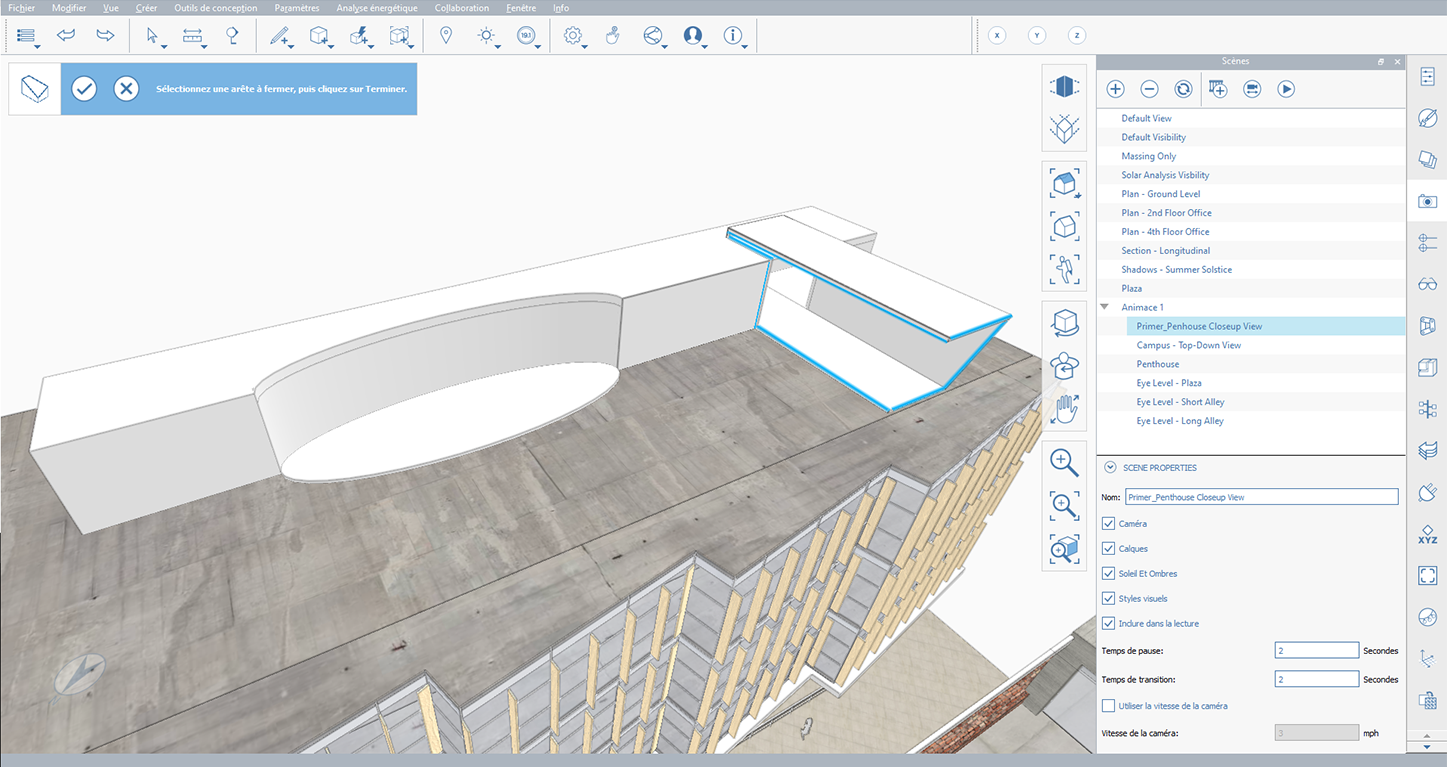 Fichier Modifier Vue Créer Outils de conception Paramètres Analyse énergétique Collaboration Fenêtre Info
19.1
X Y Z
Scènes
Sélectionnez une arête à fermer, puis cliquez sur Terminer.
Default View
Default Visibility
Massing Only
Solar Analysis Visbility
Plan - Ground Level
Plan - 2nd Floor Office
Plan - 4th Floor Office
Section - Longitudinal
Shadows - Summer Solstice
Plaza
Animace 1
Primer_Penhouse Closeup View
Campus - Top-Down View
Penthouse
Eye Level - Plaza
Eye Level - Short Alley
Eye Level - Long Alley
SCENE PROPERTIES
Nom: Primer_Penthouse Closeup View
Caméra
Calques
Soleil Et Ombres
Styles visuels
Inclure dans la lecture
Temps de pause: 2 Secondes
Temps de transition: 2 Secondes
Utiliser la vitesse de la caméra
Vitesse de la caméra: 3 mph
XYZ